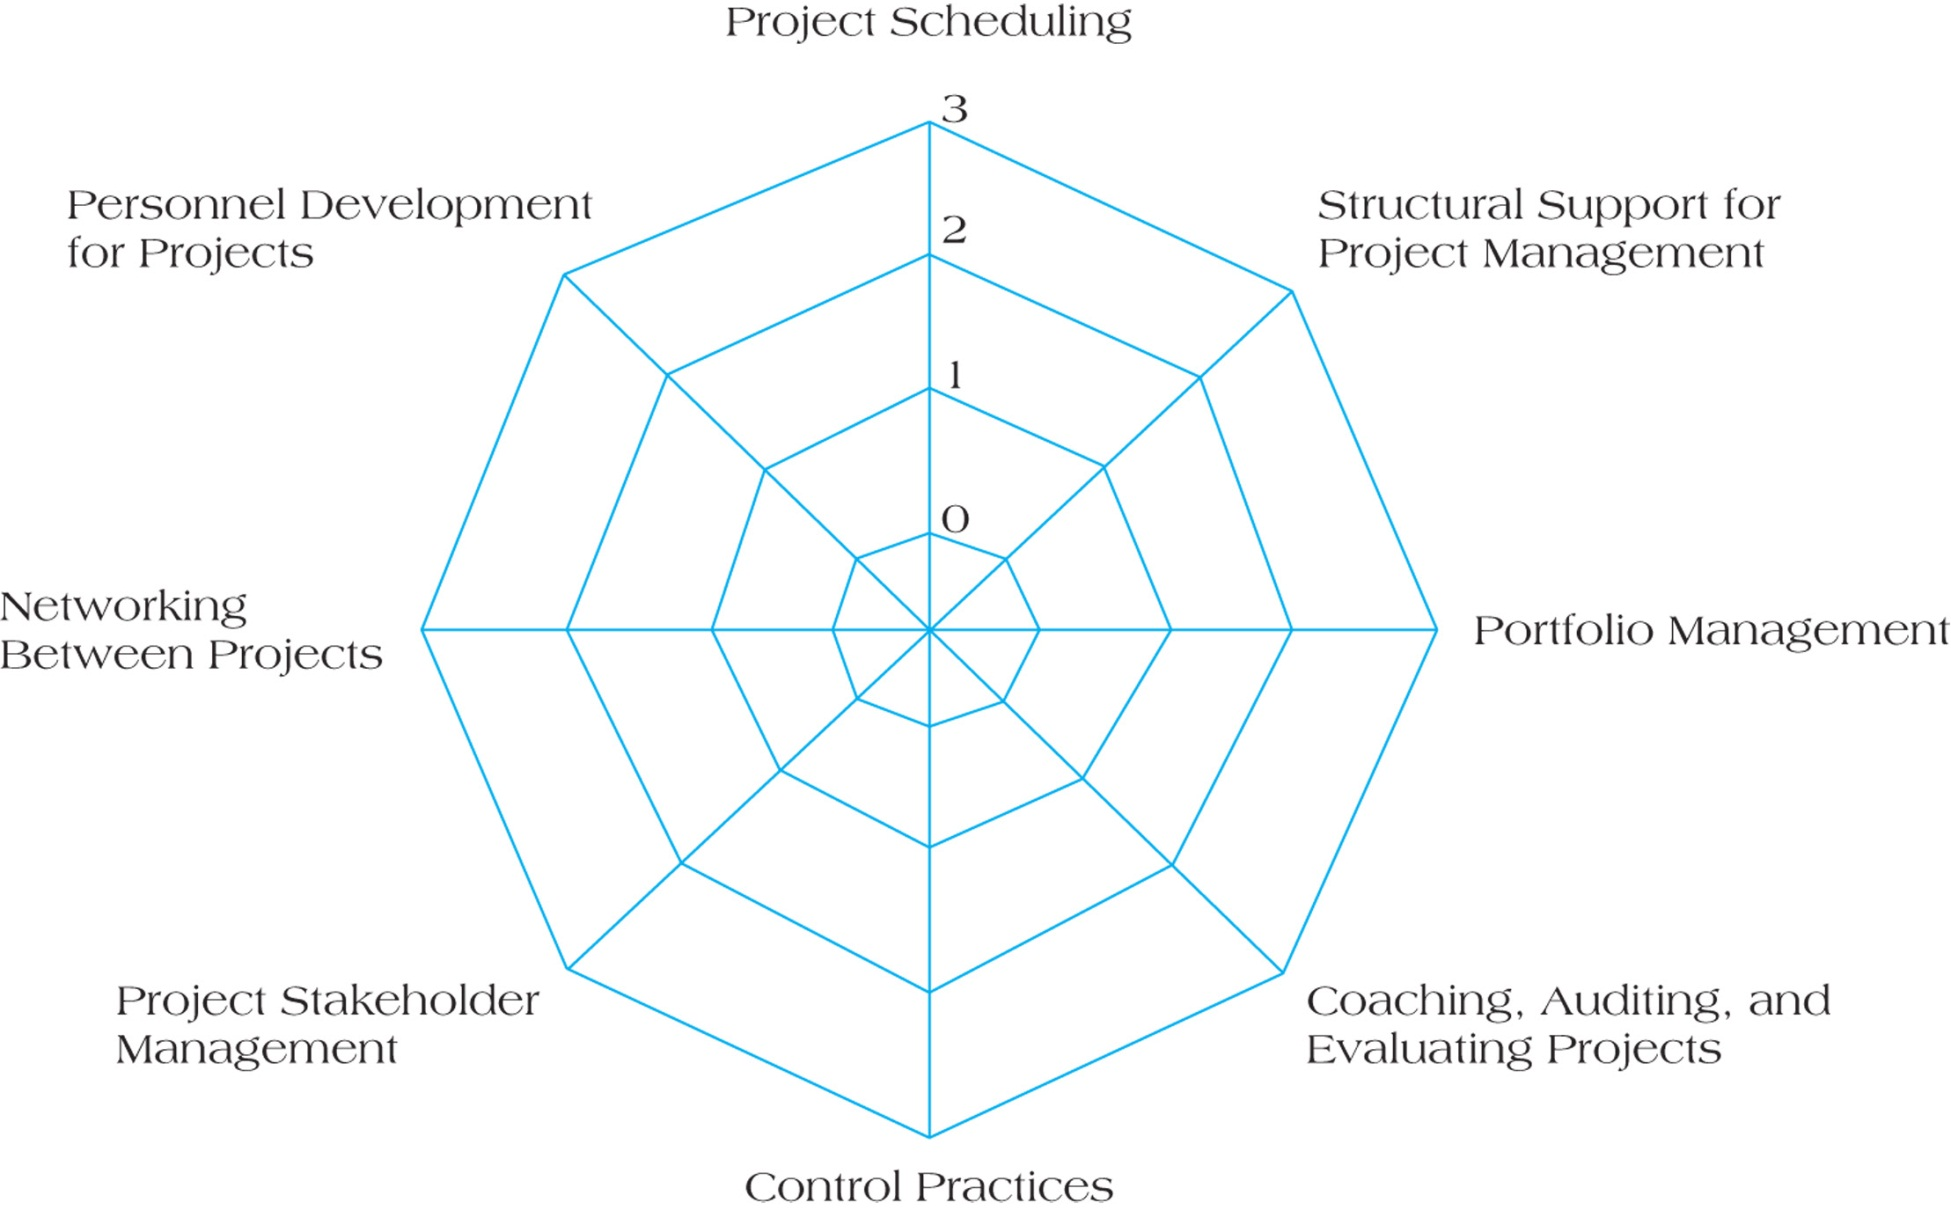 Project Scheduling
3
Personnel Development
for Projects
Structural Support for
Project Management
2
1
0
Networking
Between Projects
Portfolio Management
Project Stakeholder
Management
Coaching, Auditing, and
Evaluating Projects
Control Practices